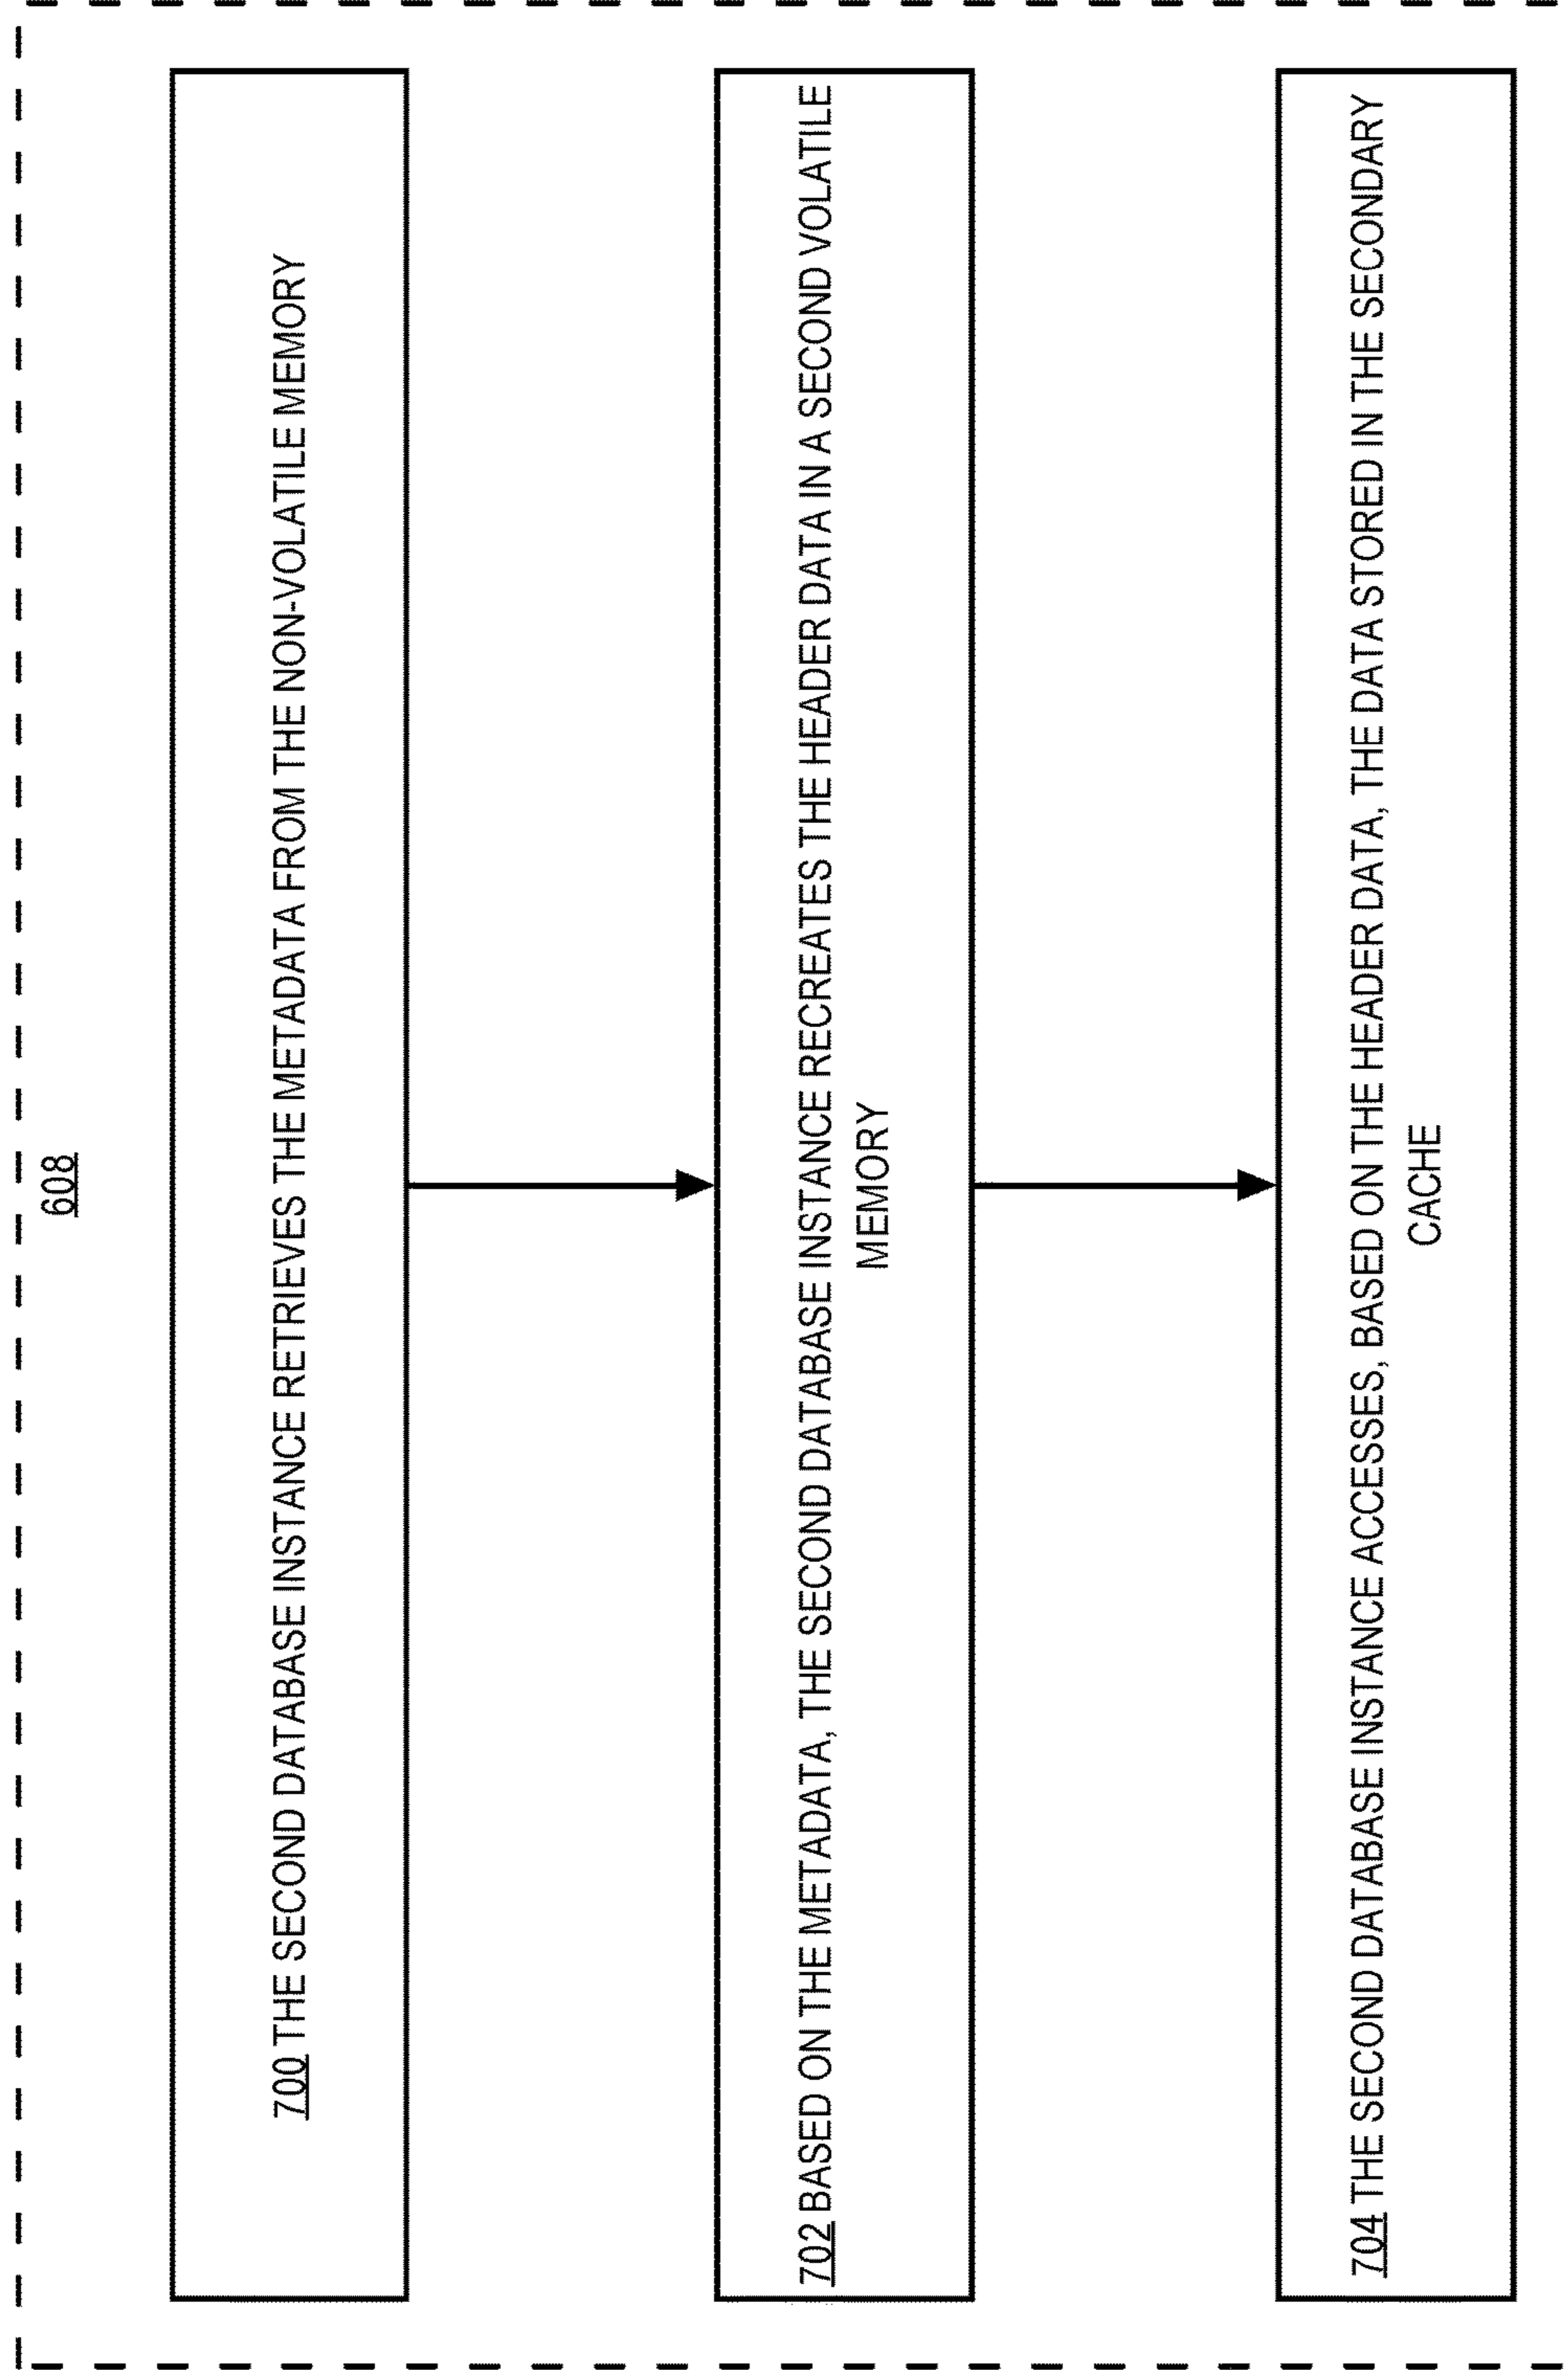 608
700 THE SECOND DATABASE INSTANCE RETRIEVES THE METADATA FROM THE NON-VOLATILE MEMORY
702 BASED ON THE METADATA, THE SECOND DATABASE INSTANCE RECREATES THE HEADER DATA IN A SECOND VOLATILE
MEMORY
704 THE SECOND DATABASE INSTANCE ACCESSES, BASED ON THE HEADER DATA, THE DATA STORED IN THE SECONDARY
CACHE